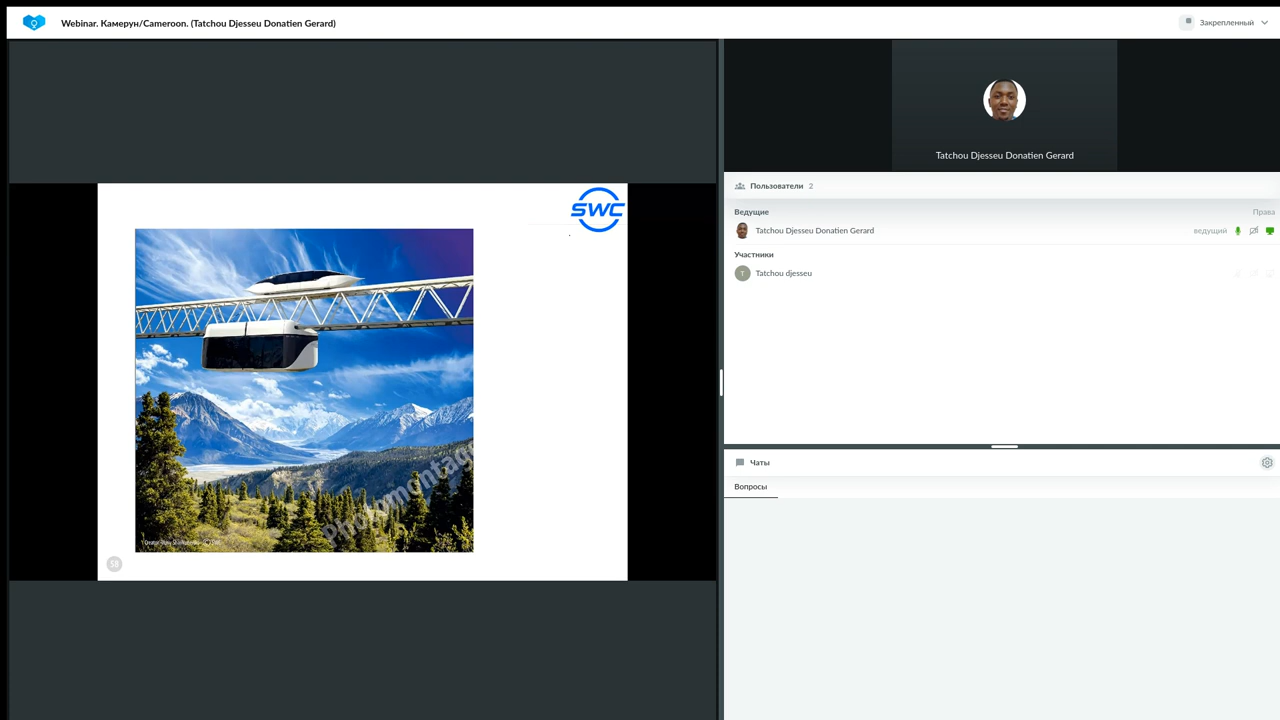 Webinar. Камерун/Cameroon. (Tatchou Djesseu Donatien Gerard)
Закрепленный
SWC
Photomontage
58
Tatchou Djesseu Donatien Gerard
Пользователи 2
Ведущие
Права
Tatchou Djesseu Donatien Gerard
ведущий
Участники
T
Tatchou djesseu
Чаты
Вопросы